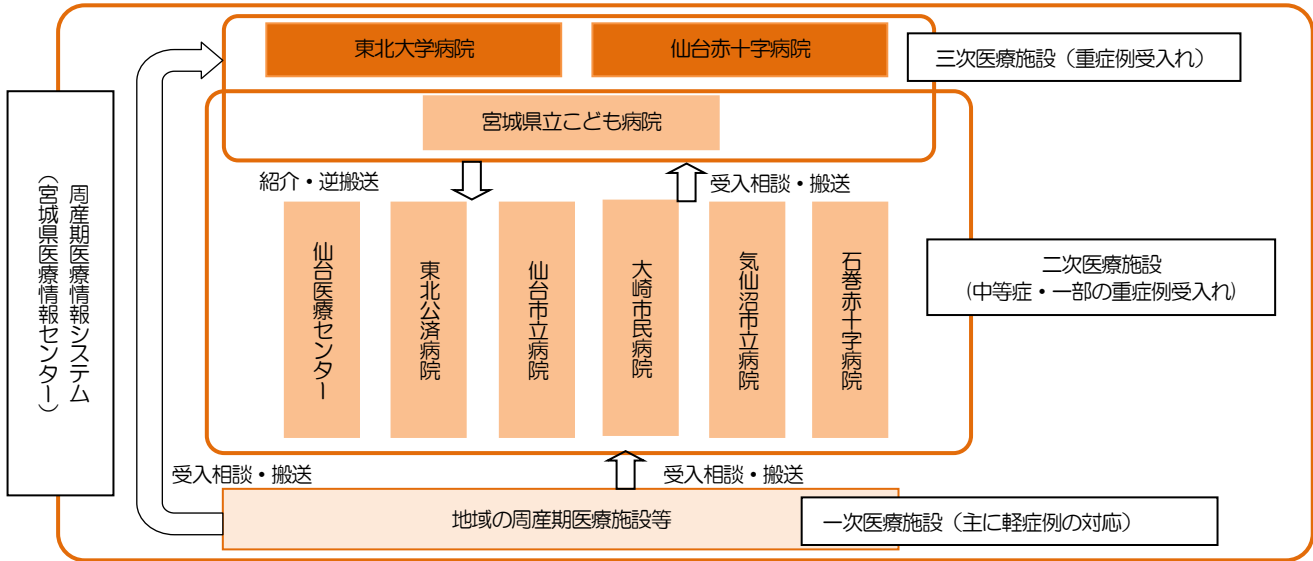 東北大学病院
仙台赤十字病院
三次医療施設（重症例受入れ）
宮城県立こども病院
周産期医療情報システム
（宮城県医療情報センター）
紹介・逆搬送
受入相談・搬送
仙台医療センター
東北公済病院
仙台市立病院
大崎市民病院
気仙沼市立病院
石巻赤十字病院
二次医療施設
(中等症・一部の重症例受入れ)
受入相談・搬送
受入相談・搬送
地域の周産期医療施設等
一次医療施設（主に軽症例の対応）